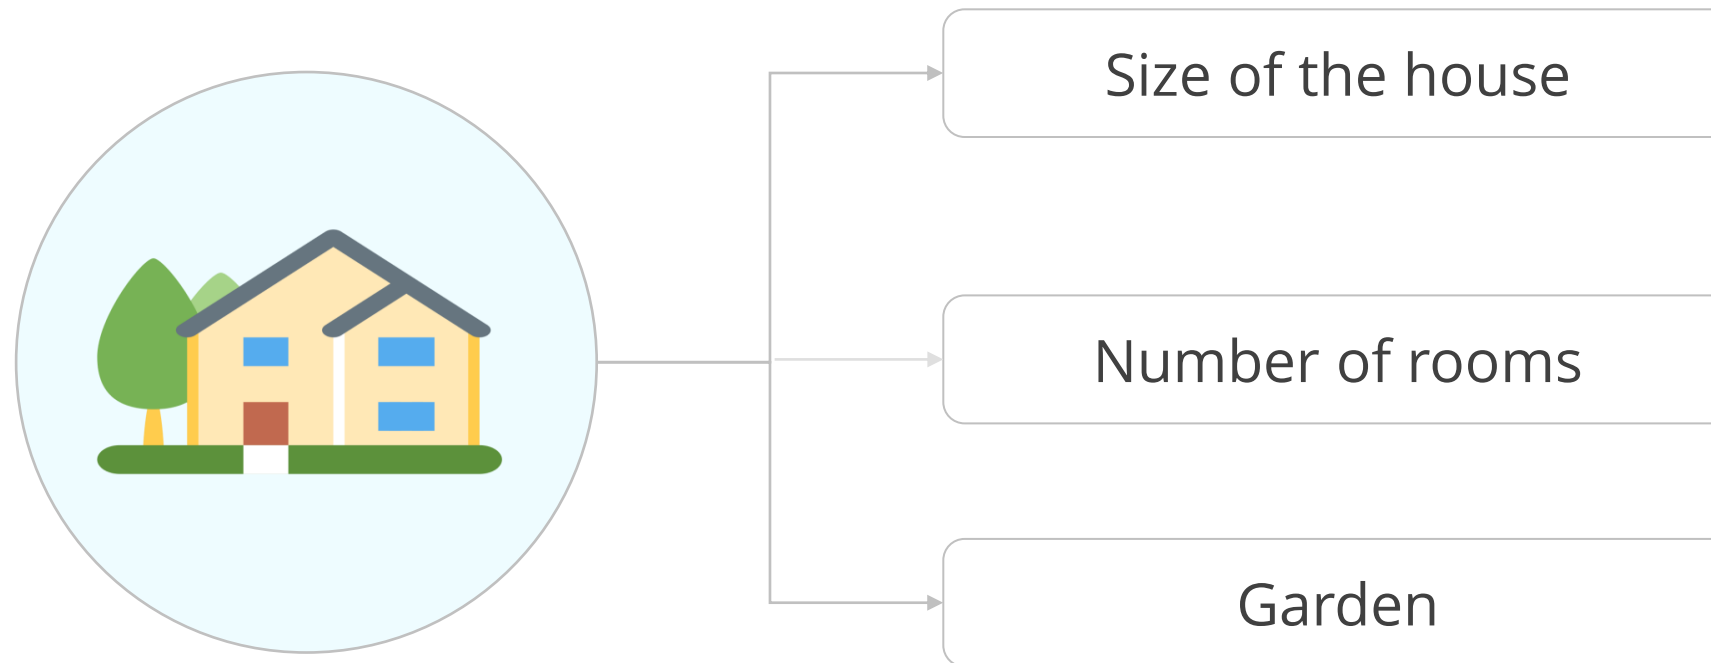 Size of the house
Number of rooms
Garden